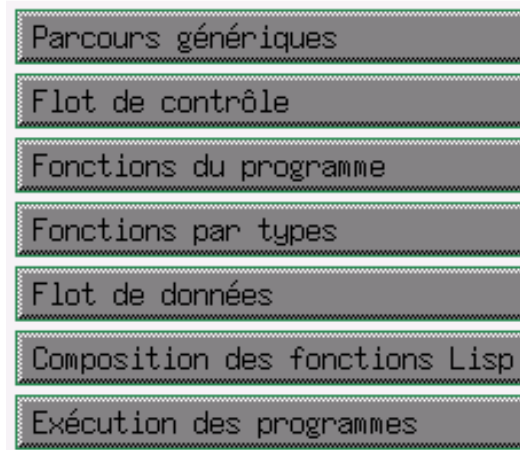 Parcours génériques
Flot de contrôle
Fonctions du programme
Fonctions par types
Flot de données
Composition des fonctions Lisp
Exécution des programmes